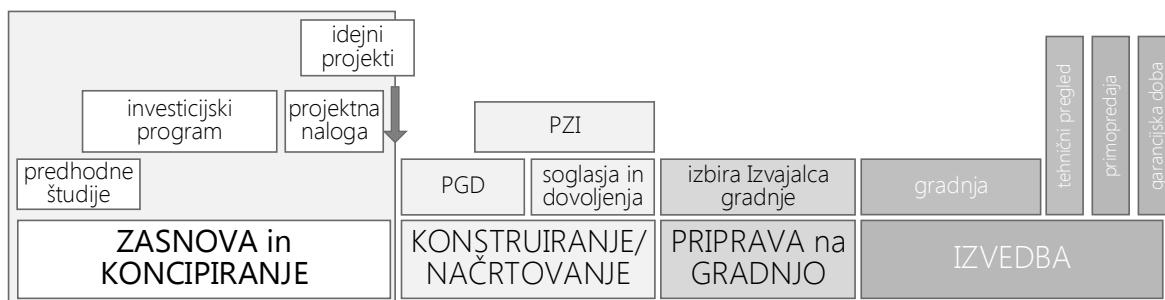 idejni
projekti
investicijski
program
projektna
naloga
predhodne
študije
PZI
PGD
soglasja in
dovoljenja
izbira Izvajalca
gradnje
gradnja
tehnični pregled
primopredaja
garancijska doba
ZASNOVA in
KONCIPIRANJE
KONSTRUIRANJE/
NAČRTOVANJE
PRIPRAVA na
GRADNJO
IZVEDBA